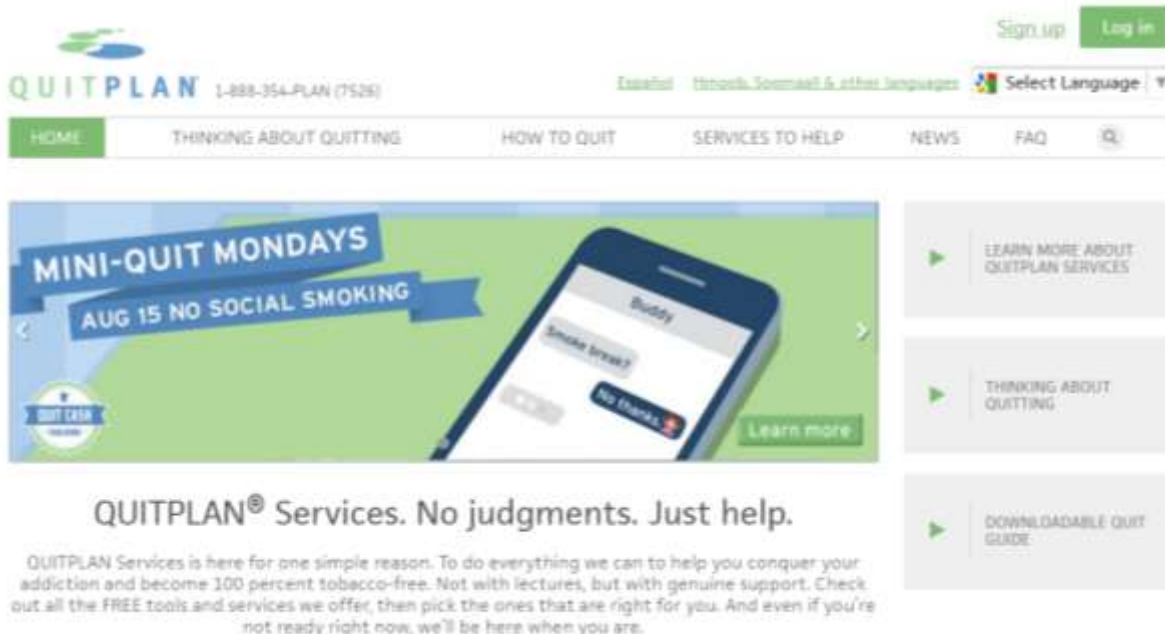 Sign up
Log in
QUITPLAN 1-888-354-PLAN (7526)
Español Hmoob, Soomaali & other languages Select Language
HOME THINKING ABOUT QUITTING HOW TO QUIT SERVICES TO HELP NEWS FAQ
MINI-QUIT MONDAYS
AUG 15 NO SOCIAL SMOKING
Buddy
Smoke break?
No thanks.
QUIT CASH
Learn more
LEARN MORE ABOUT
QUITPLAN SERVICES
THINKING ABOUT
QUITTING
DOWNLOADABLE QUIT
GUIDE
QUITPLAN® Services. No judgments. Just help.
QUITPLAN Services is here for one simple reason. To do everything we can to help you conquer your
addiction and become 100 percent tobacco-free. Not with lectures, but with genuine support. Check
out all the FREE tools and services we offer, then pick the ones that are right for you. And even if you're
not ready right now, we'll be here when you are.